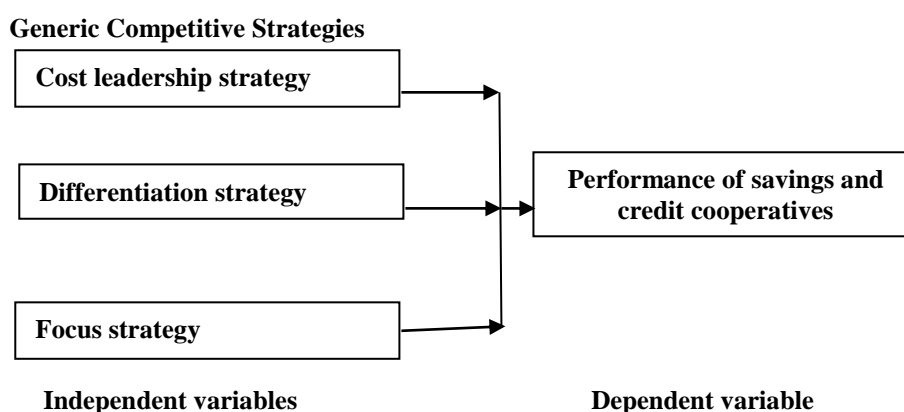 Generic Competitive Strategies
Cost leadership strategy
Differentiation strategy
Performance of savings and
credit cooperatives
Focus strategy
Independent variables
Dependent variable